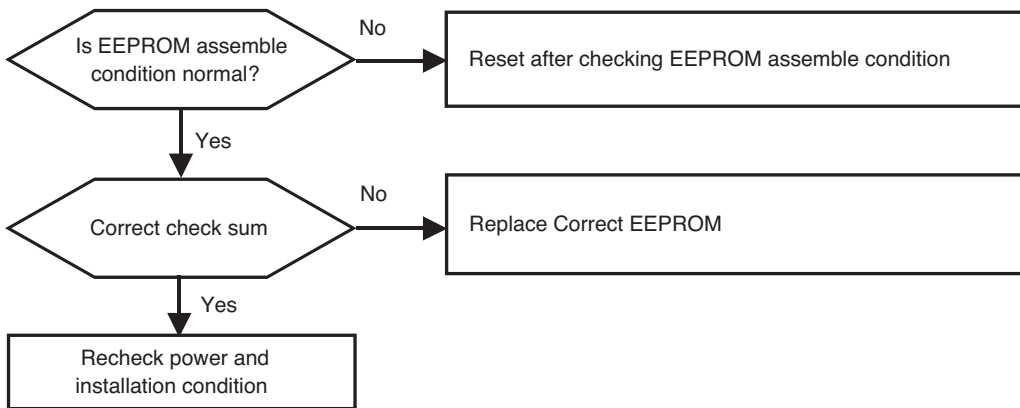 Is EEPROM assemble
condition normal?
No
Reset after checking EEPROM assemble condition
Yes
Correct check sum
No
Replace Correct EEPROM
Yes
Recheck power and
installation condition